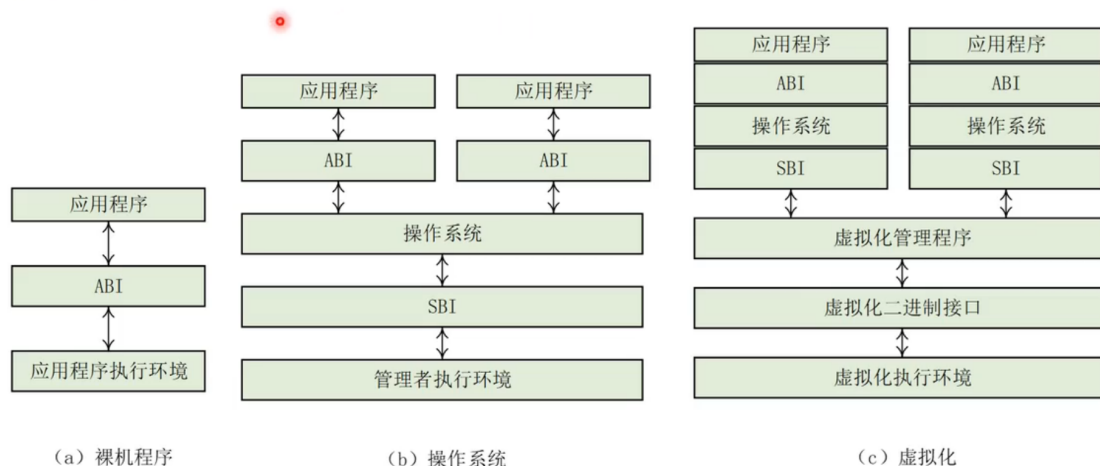 应用程序
ABI
应用程序执行环境
(a) 裸机程序
应用程序 应用程序
ABI ABI
操作系统
SBI
管理者执行环境
(b) 操作系统
应用程序 应用程序
ABI ABI
操作系统 操作系统
SBI SBI
虚拟化管理程序
虚拟化二进制接口
虚拟化执行环境
(c) 虚拟化